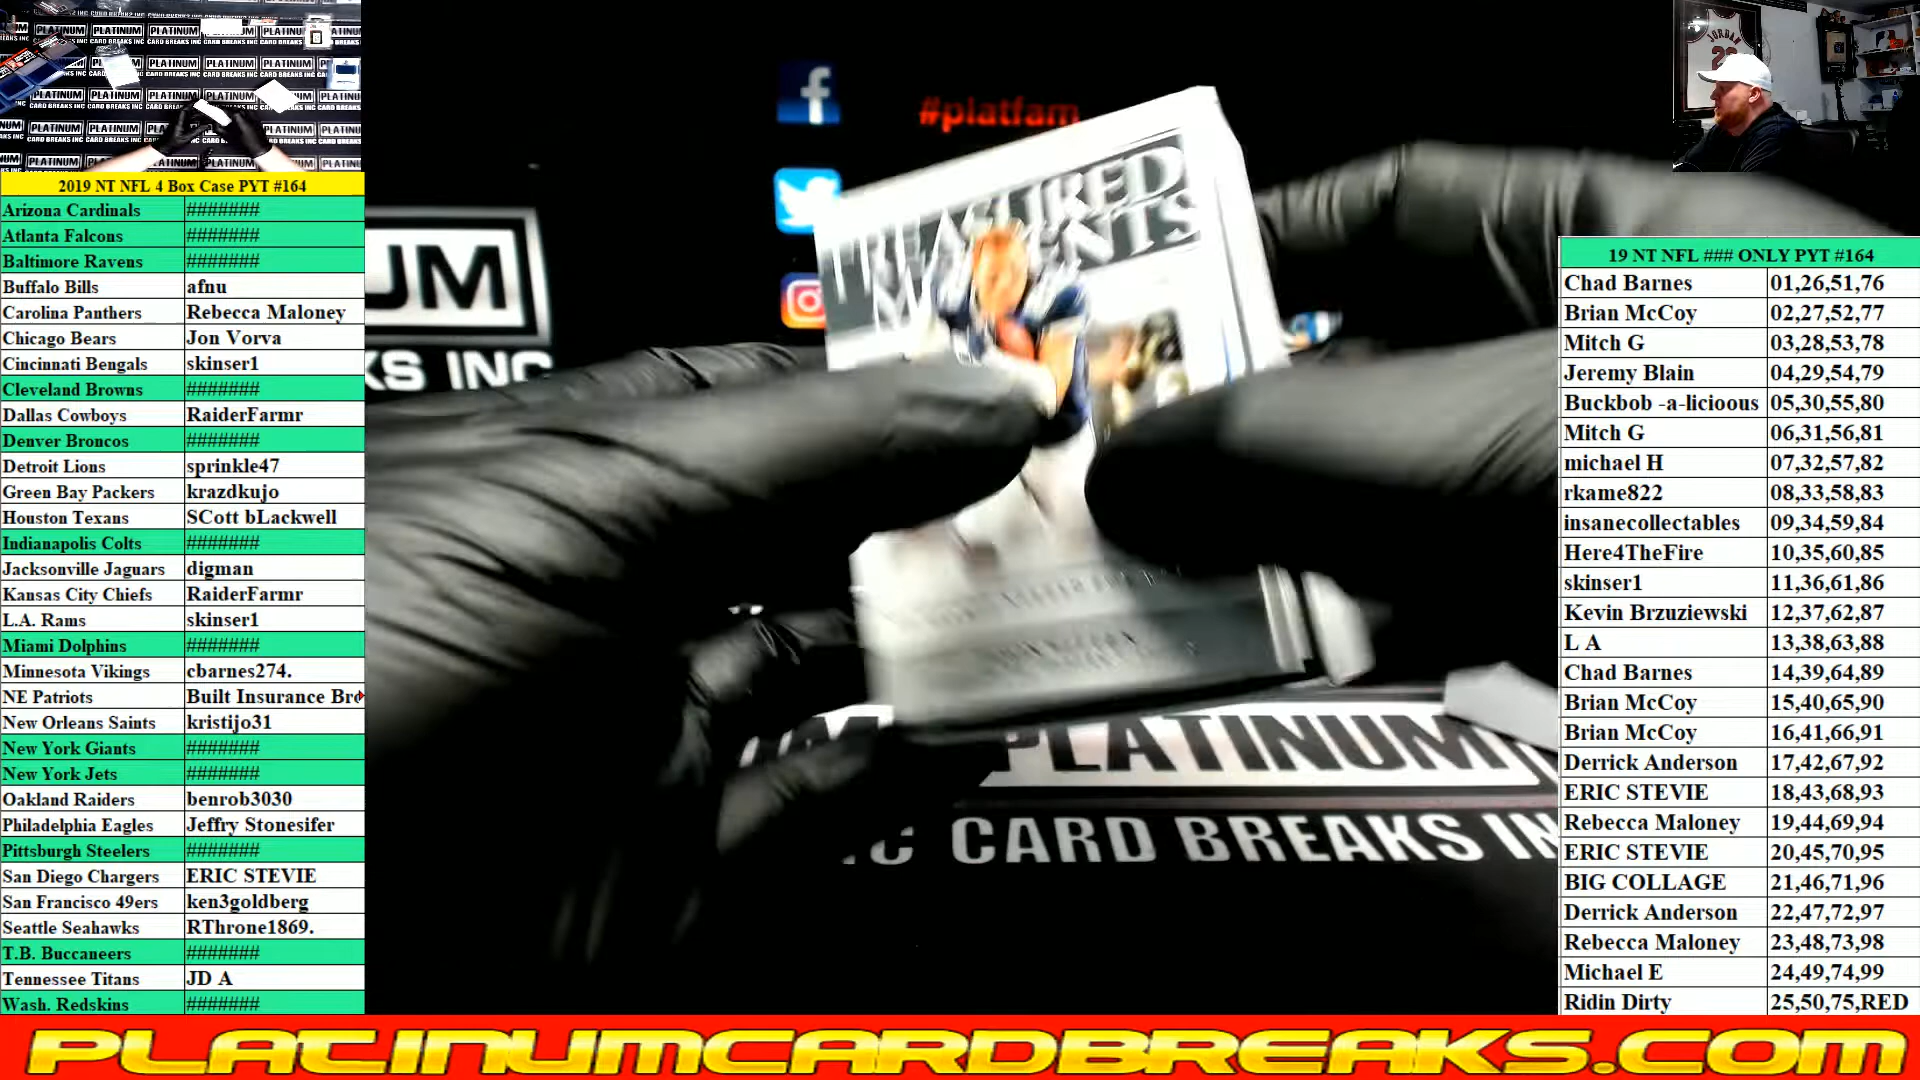 2019 NT NFL 4 Box Case PYT #164
Arizona Cardinals #######
Atlanta Falcons #######
Baltimore Ravens #######
Buffalo Bills afnu
Carolina Panthers Rebecca Maloney
Chicago Bears Jon Vorva
Cincinnati Bengals skinser1
Cleveland Browns #######
Dallas Cowboys RaiderFarmr
Denver Broncos #######
Detroit Lions sprinkle47
Green Bay Packers krazdkujo
Houston Texans SCott bLackwell
Indianapolis Colts #######
Jacksonville Jaguars digman
Kansas City Chiefs RaiderFarmr
L.A. Rams skinser1
Miami Dolphins #######
Minnesota Vikings cbarnes274.
NE Patriots Built Insurance Bro
New Orleans Saints kristijo31
New York Giants #######
New York Jets #######
Oakland Raiders benrob3030
Philadelphia Eagles Jeffry Stonesifer
Pittsburgh Steelers #######
San Diego Chargers ERIC STEVIE
San Francisco 49ers ken3goldberg
Seattle Seahawks RThrone1869.
T.B. Buccaneers #######
Tennessee Titans JD A
Wash. Redskins #######
#platfam
TREASURED
MOMENTS
UM
KS INC
PLATINUM
IC CARD BREAKS IN
JORDAN
19 NT NFL ### ONLY PYT #164
Chad Barnes 01,26,51,76
Brian McCoy 02,27,52,77
Mitch G 03,28,53,78
Jeremy Blain 04,29,54,79
Buckbob -a-licioous 05,30,55,80
Mitch G 06,31,56,81
michael H 07,32,57,82
rkame822 08,33,58,83
insanecollectables 09,34,59,84
Here4TheFire 10,35,60,85
skinser1 11,36,61,86
Kevin Brzuziewski 12,37,62,87
L A 13,38,63,88
Chad Barnes 14,39,64,89
Brian McCoy 15,40,65,90
Brian McCoy 16,41,66,91
Derrick Anderson 17,42,67,92
ERIC STEVIE 18,43,68,93
Rebecca Maloney 19,44,69,94
ERIC STEVIE 20,45,70,95
BIG COLLAGE 21,46,71,96
Derrick Anderson 22,47,72,97
Rebecca Maloney 23,48,73,98
Michael E 24,49,74,99
Ridin Dirty 25,50,75,RED
PLATINUMCARDBREAKS.COM